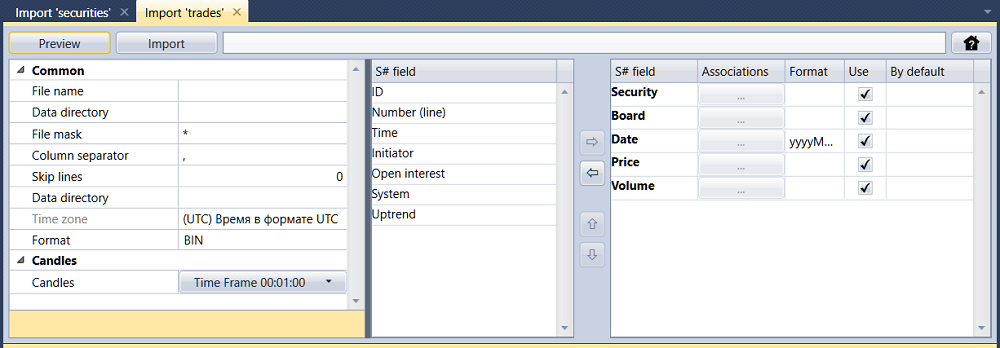 Import 'securities' × Import 'trades' ×
Preview Import
Common
File name
Data directory
File mask *
Column separator ,
Skip lines 0
Data directory
Time zone (UTC) Время в формате UTC
Format BIN
Candles
Candles Time Frame 00:01:00
S# field
ID
Number (line)
Time
Initiator
Open interest
System
Uptrend
S# field Associations Format Use By default
Security ...
Board ...
Date ... yyyyM...
Price ...
Volume ...